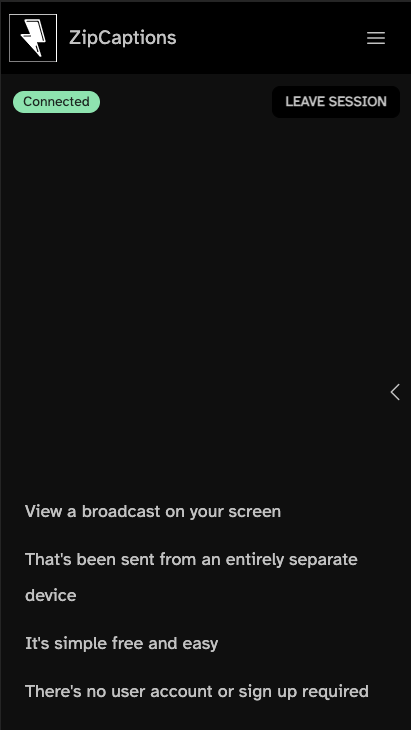 ZipCaptions
Connected
LEAVE SESSION
View a broadcast on your screen
That's been sent from an entirely separate
device
It's simple free and easy
There's no user account or sign up required